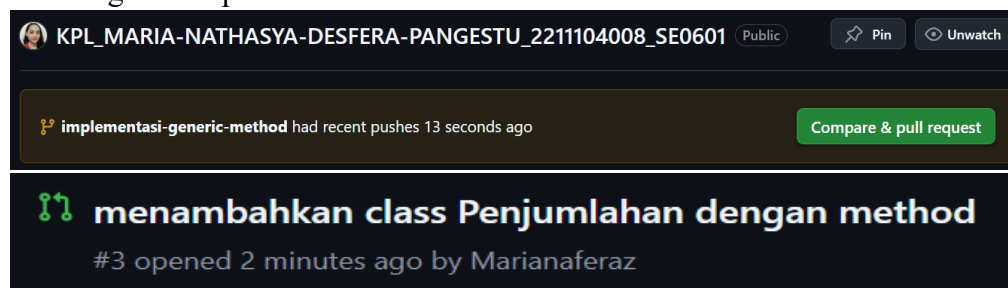 KPL_MARIA-NATHASYA-DESFERA-PANGESTU_2211104008_SE0601 Public Pin Unwatch
implementasi-generic-method had recent pushes 13 seconds ago Compare & pull request
menambahkan class Penjumlahan dengan method
#3 opened 2 minutes ago by Marianaferaz